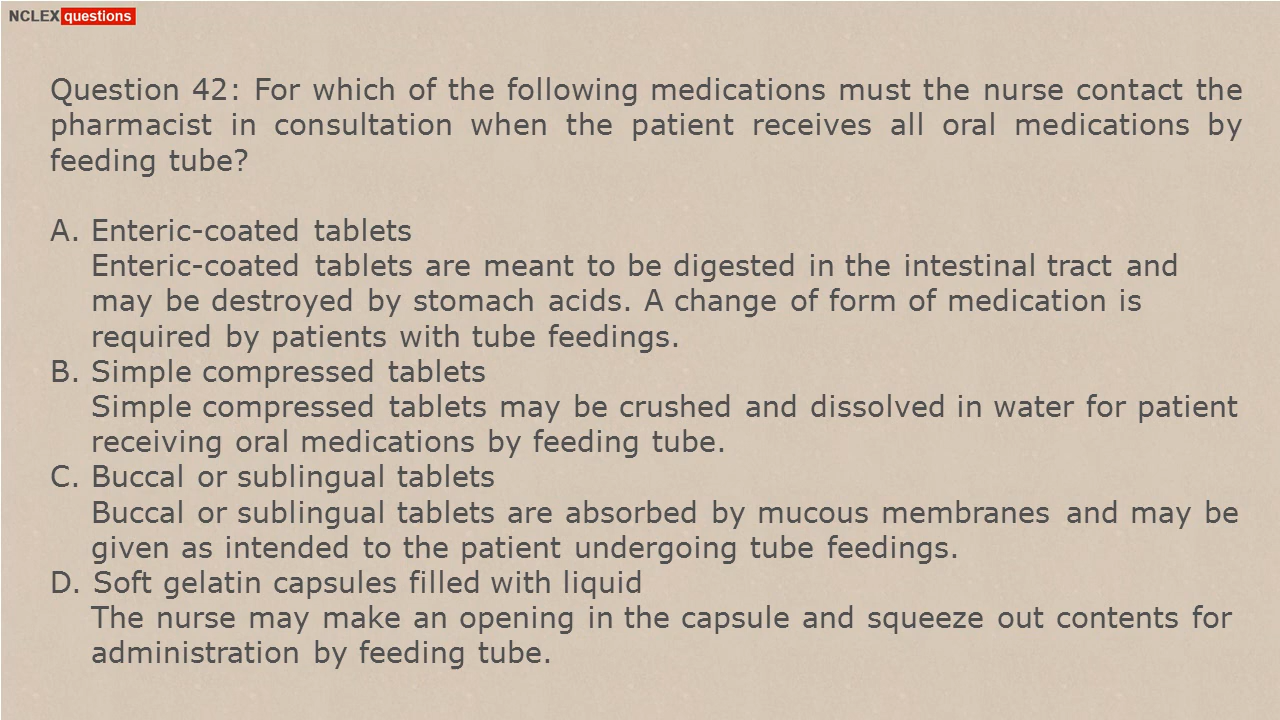 NCLEX questions
Question 42: For which of the following medications must the nurse contact the
pharmacist in consultation when the patient receives all oral medications by
feeding tube?
A. Enteric-coated tablets
Enteric-coated tablets are meant to be digested in the intestinal tract and
may be destroyed by stomach acids. A change of form of medication is
required by patients with tube feedings.
B. Simple compressed tablets
Simple compressed tablets may be crushed and dissolved in water for patient
receiving oral medications by feeding tube.
C. Buccal or sublingual tablets
Buccal or sublingual tablets are absorbed by mucous membranes and may be
given as intended to the patient undergoing tube feedings.
D. Soft gelatin capsules filled with liquid
The nurse may make an opening in the capsule and squeeze out contents for
administration by feeding tube.